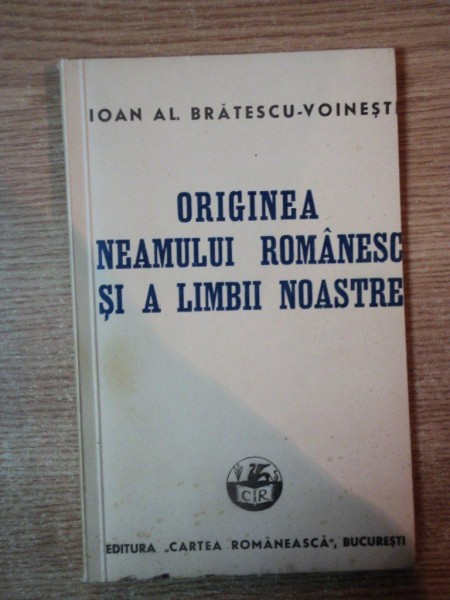 IOAN AL. BRĂTESCU-VOINEȘTI
ORIGINEA
NEAMULUI ROMÂNESC
ȘI A LIMBII NOASTRE
CR
EDITURA „CARTEA ROMÂNEASCĂ”, BUCUREȘTI